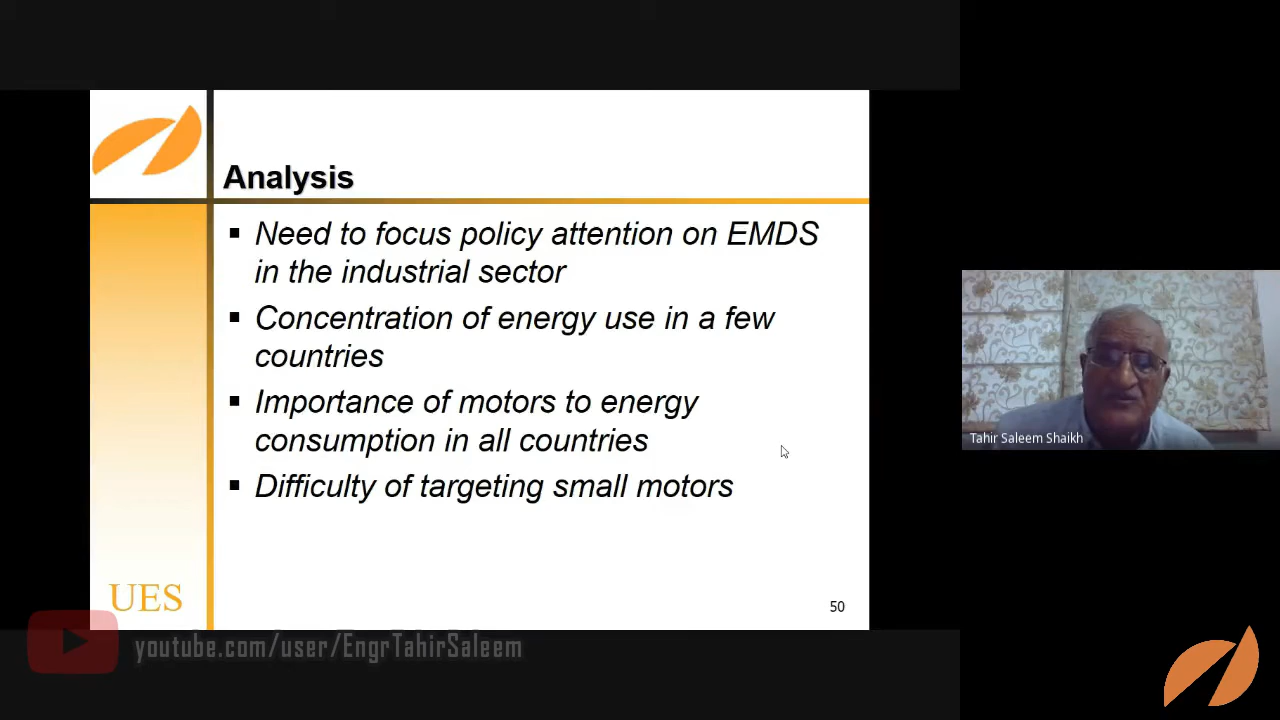 Analysis
▪ Need to focus policy attention on EMDS
in the industrial sector
▪ Concentration of energy use in a few
countries
▪ Importance of motors to energy
consumption in all countries
▪ Difficulty of targeting small motors
UES
50
youtube.com/user/EngrTahirSaleem
Tahir Saleem Shaikh